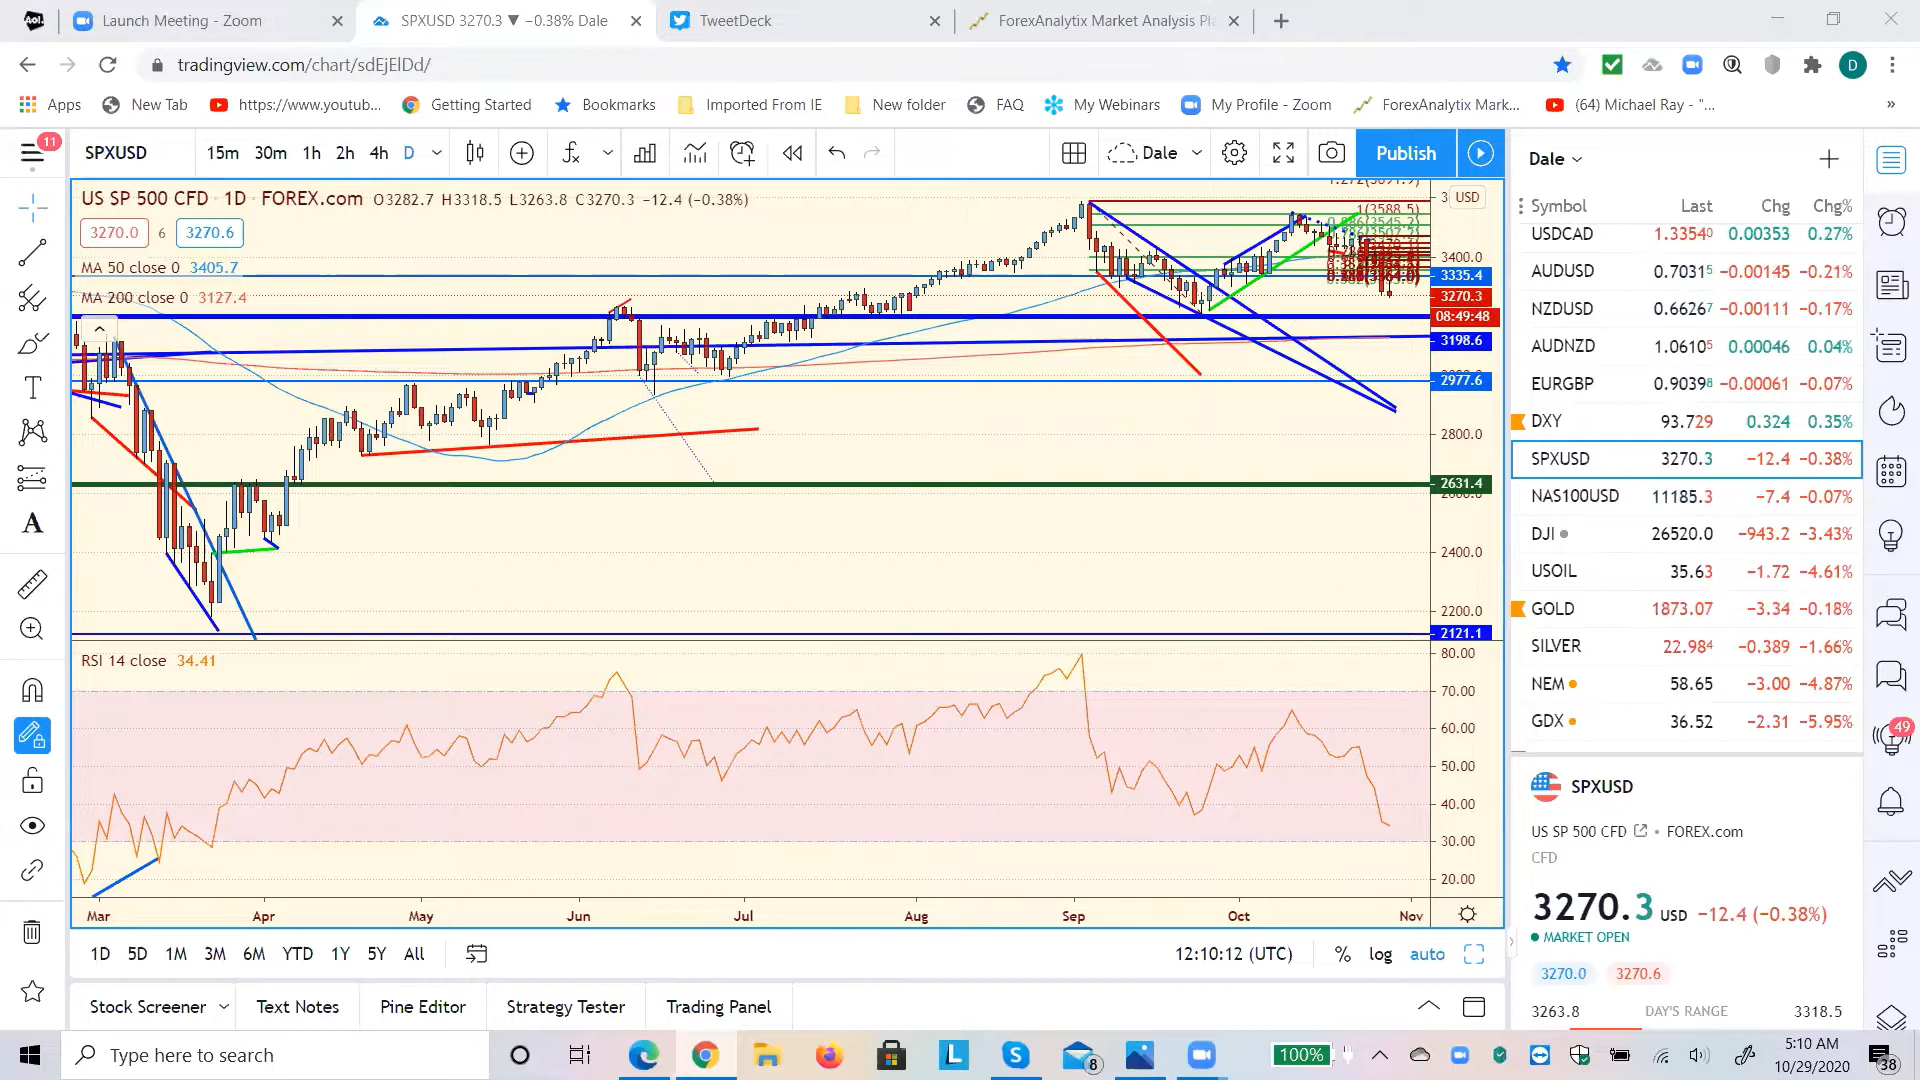 Launch Meeting - Zoom
SPXUSD 3270.3 ▼ −0.38% Dale
TweetDeck
ForexAnalytix Market Analysis Pl
tradingview.com/chart/sdEjElDd/
D
Apps
New Tab
https://www.youtub...
Getting Started
Bookmarks
Imported From IE
New folder
FAQ
My Webinars
My Profile - Zoom
ForexAnalytix Mark...
(64) Michael Ray - "...
»
11
SPXUSD
15m 30m 1h 2h 4h D
Dale
Publish
Dale
US SP 500 CFD · 1D · FOREX.com O3282.7 H3318.5 L3263.8 C3270.3 −12.4 (−0.38%)
3270.0 6 3270.6
MA 50 close 0 3405.7
MA 200 close 0 3127.4
1(3588.5)
USD
3400.0
3335.4
3270.3
08:49:48
3198.6
2977.6
2800.0
2631.4
2400.0
2200.0
2121.1
RSI 14 close 34.41
80.00
70.00
60.00
50.00
40.00
30.00
20.00
Mar Apr May Jun Jul Aug Sep Oct Nov
1D 5D 1M 3M 6M YTD 1Y 5Y All
12:10:12 (UTC) % log auto
Stock Screener
Text Notes
Pine Editor
Strategy Tester
Trading Panel
Symbol Last Chg Chg%
USDCAD 1.33540 0.00353 0.27%
AUDUSD 0.70315 −0.00145 −0.21%
NZDUSD 0.66267 −0.00111 −0.17%
AUDNZD 1.06105 0.00046 0.04%
EURGBP 0.90398 −0.00061 −0.07%
DXY 93.729 0.324 0.35%
SPXUSD 3270.3 −12.4 −0.38%
NAS100USD 11185.3 −7.4 −0.07%
DJI 26520.0 −943.2 −3.43%
USOIL 35.63 −1.72 −4.61%
GOLD 1873.07 −3.34 −0.18%
SILVER 22.984 −0.389 −1.66%
NEM 58.65 −3.00 −4.87%
GDX 36.52 −2.31 −5.95%
49
SPXUSD
US SP 500 CFD • FOREX.com
CFD
3270.3 USD −12.4 (−0.38%)
MARKET OPEN
3270.0 3270.6
3263.8 DAY'S RANGE 3318.5
Type here to search
L
8
100%
5:10 AM
10/29/2020
38